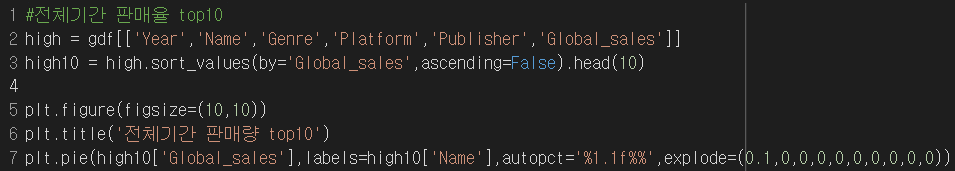 1 #전체기간 판매율 top10
2 high = gdf[['Year','Name','Genre','Platform','Publisher','Global_sales']]
3 high10 = high.sort_values(by='Global_sales',ascending=False).head(10)
4
5 plt.figure(figsize=(10,10))
6 plt.title('전체기간 판매량 top10')
7 plt.pie(high10['Global_sales'],labels=high10['Name'],autopct='%1.1f%%',explode=(0.1,0,0,0,0,0,0,0,0,0))